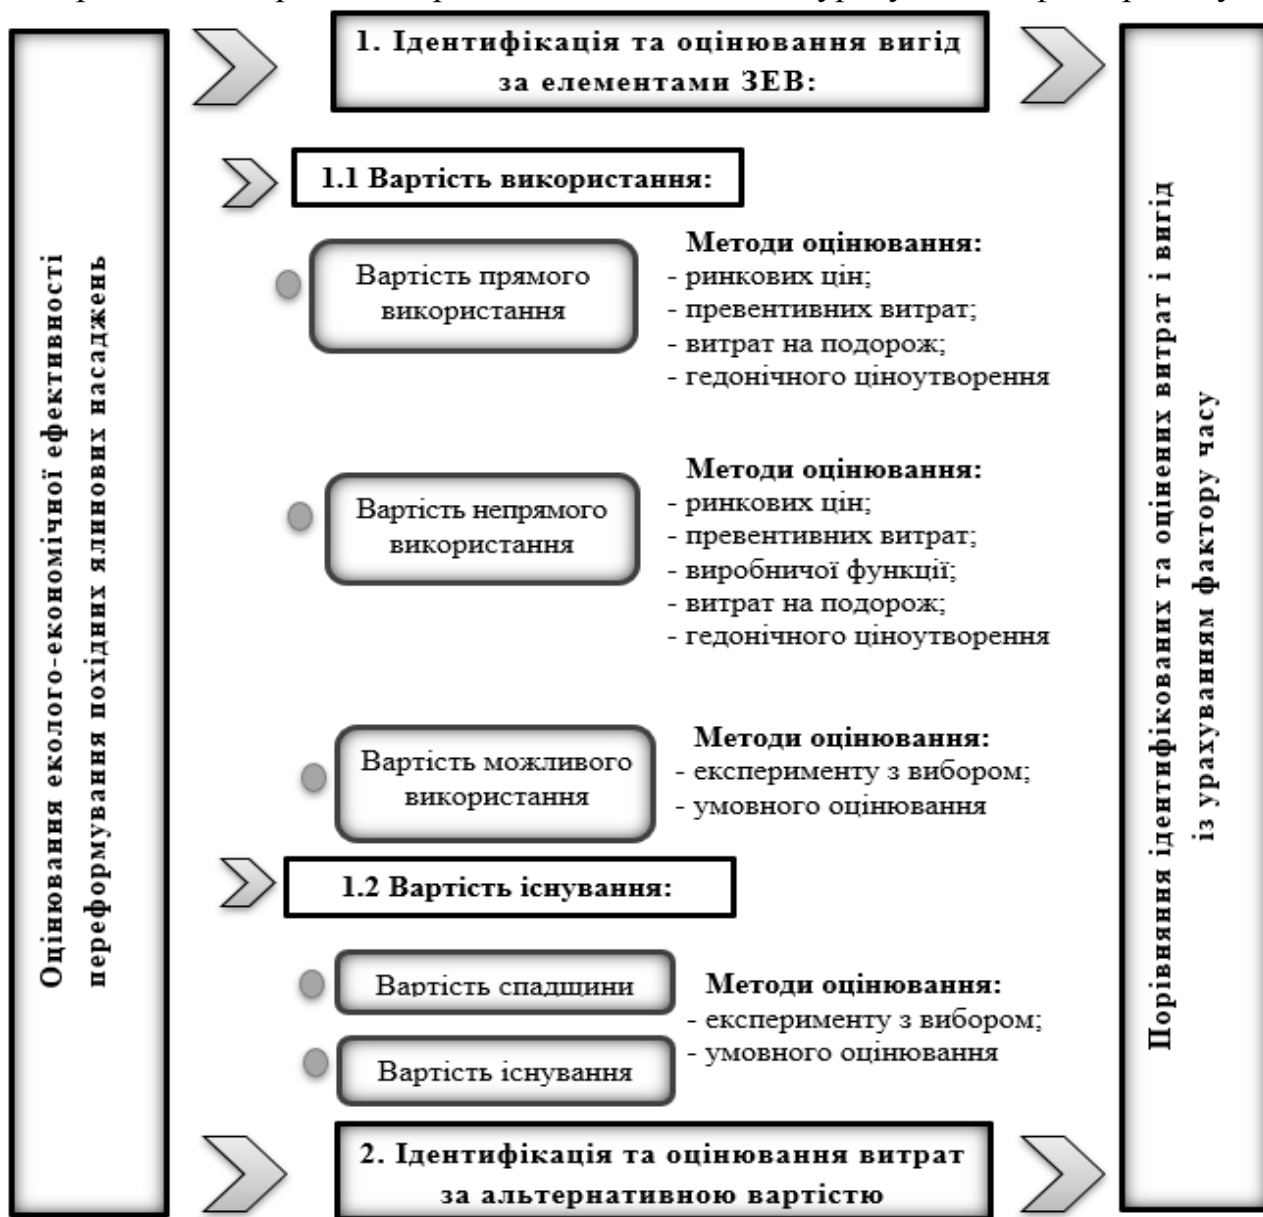 Оцінювання еколого-економічної ефективності
переформування похідних ялинових насаджень
1. Ідентифікація та оцінювання вигід
за елементами ЗЕВ:
1.1 Вартість використання:
Вартість прямого
використання
Методи оцінювання:
- ринкових цін;
- превентивних витрат;
- витрат на подорож;
- гедонічного ціноутворення
Вартість непрямого
використання
Методи оцінювання:
- ринкових цін;
- превентивних витрат;
- виробничої функції;
- витрат на подорож;
- гедонічного ціноутворення
Вартість можливого
використання
Методи оцінювання:
- експерименту з вибором;
- умовного оцінювання
1.2 Вартість існування:
Вартість спадщини
Вартість існування
Методи оцінювання:
- експерименту з вибором;
- умовного оцінювання
2. Ідентифікація та оцінювання витрат
за альтернативною вартістю
Порівняння ідентифікованих та оцінених витрат і вигід
із урахуванням фактору часу